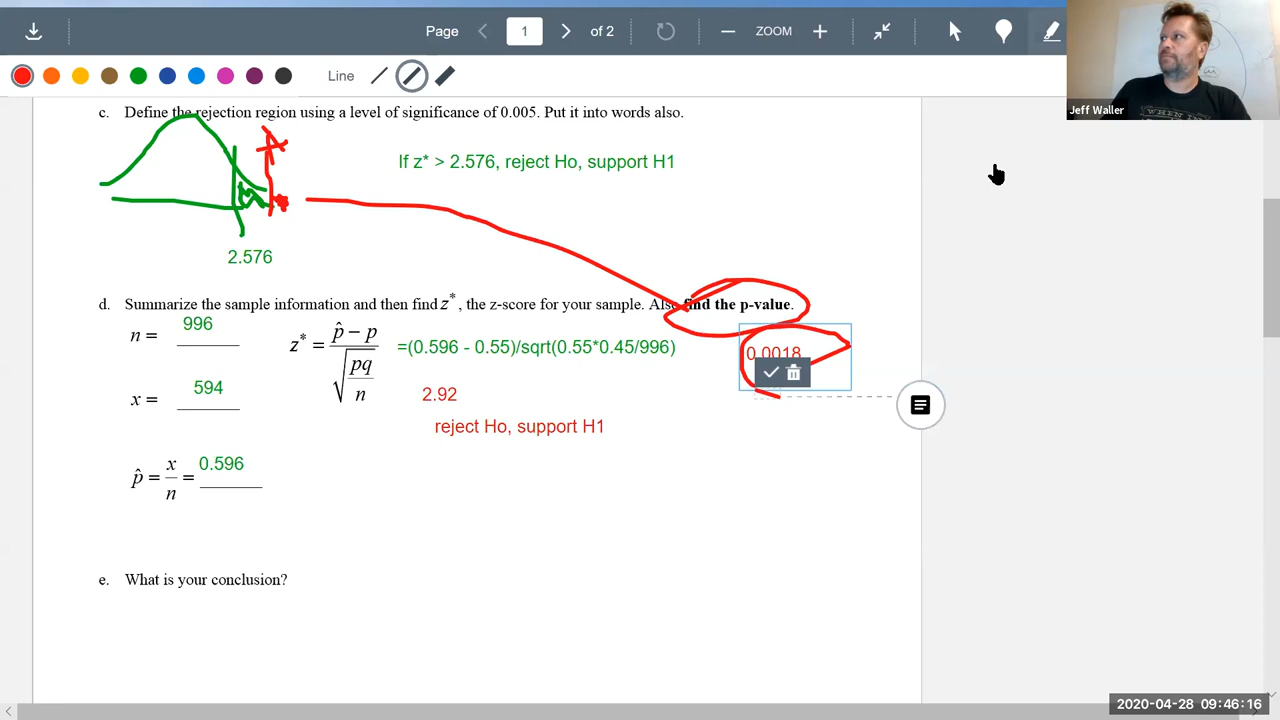 Page 1 of 2 ZOOM
Line
Jeff Waller
c. Define the rejection region using a level of significance of 0.005. Put it into words also.
If z* > 2.576, reject Ho, support H1
2.576
d. Summarize the sample information and then find z*, the z-score for your sample. Also find the p-value.
n = 996
z* = p̂ − p / √ pq / n =(0.596 - 0.55)/sqrt(0.55*0.45/996)
0.0018
x = 594
2.92
reject Ho, support H1
p̂ = x / n = 0.596
e. What is your conclusion?
2020-04-28 09:46:16